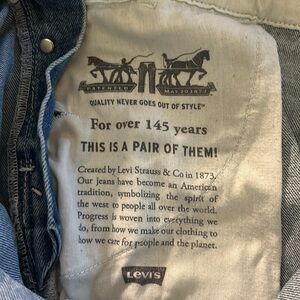 PATENTED MAY 20 1873
QUALITY NEVER GOES OUT OF STYLE™
For over 145 years
THIS IS A PAIR OF THEM!
Created by Levi Strauss & Co in 1873.
Our jeans have become an American
tradition, symbolizing the spirit of
the west to people all over the world.
Progress is woven into everything we
do, from how we make our clothing to
how we care for people and the planet.
LEVI'S